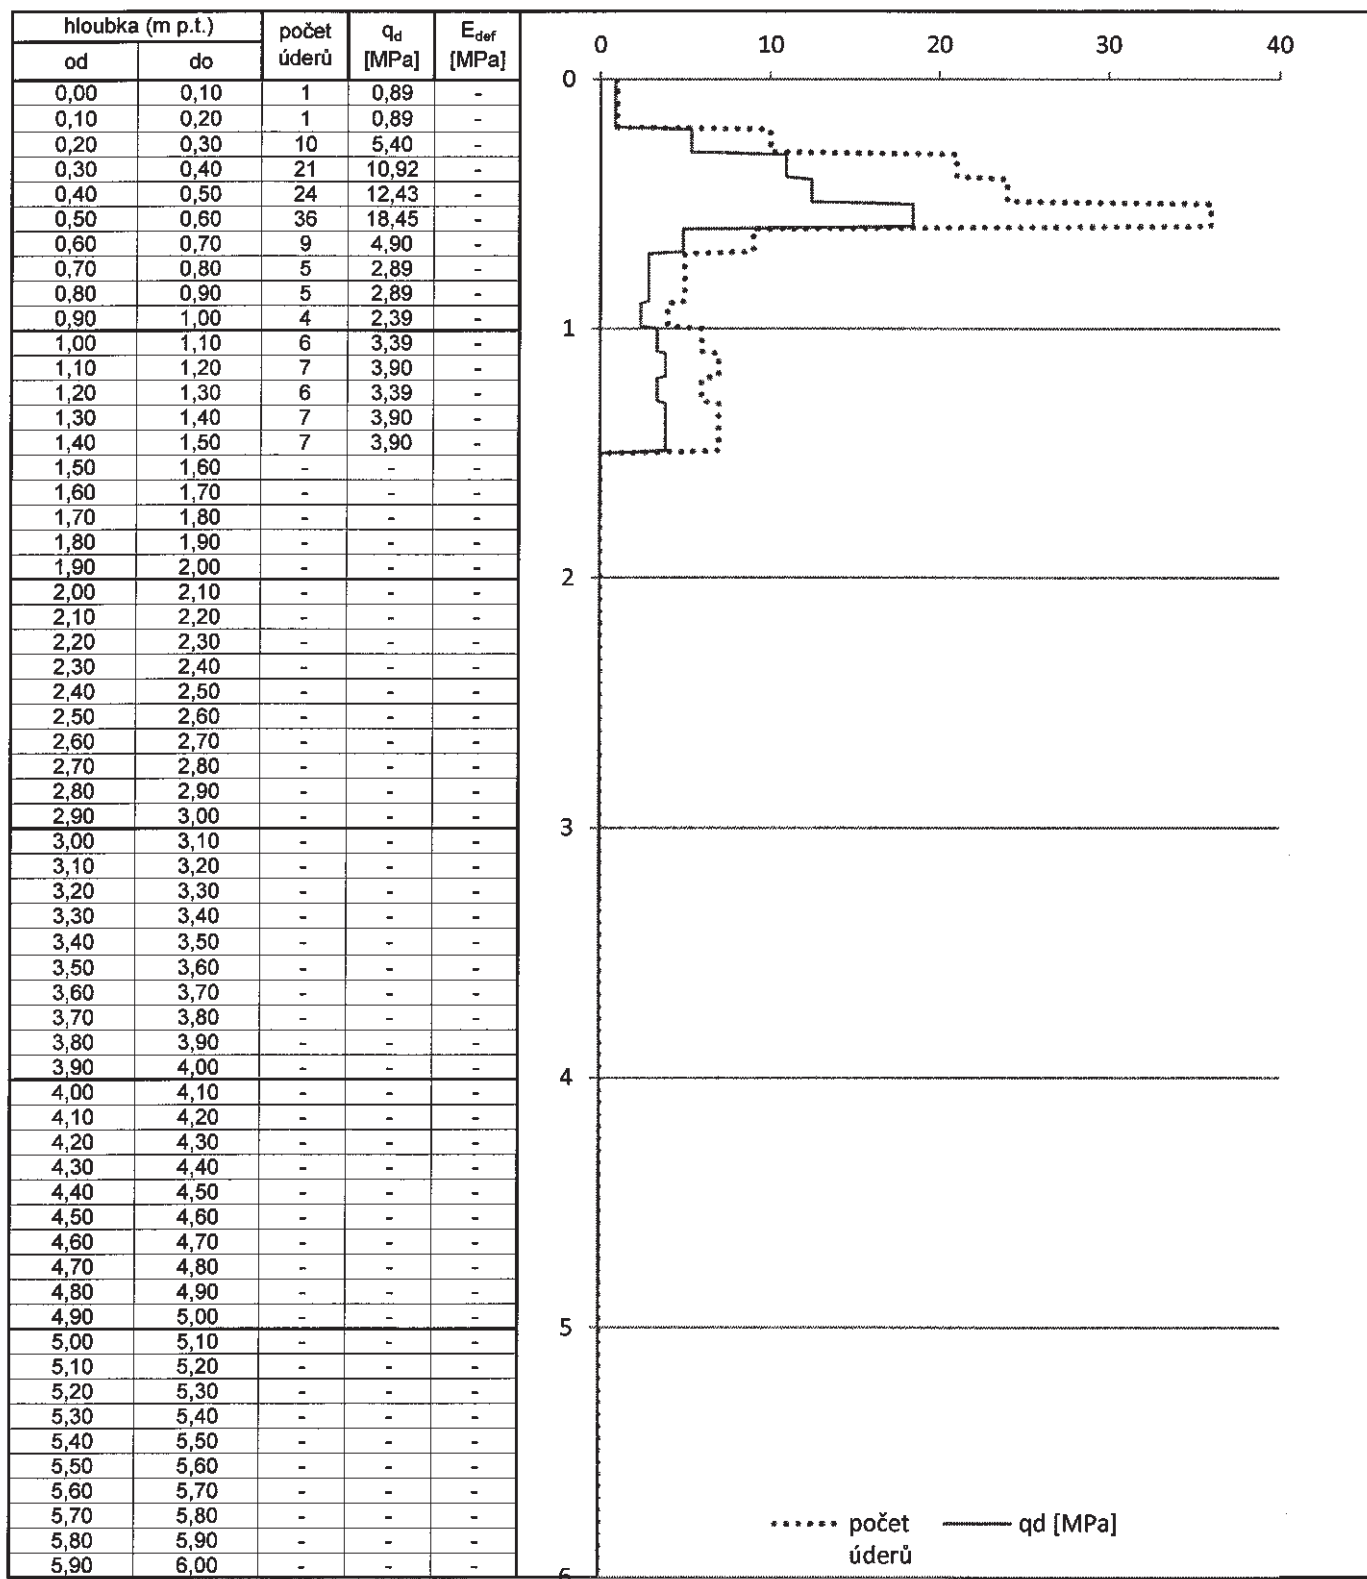 hloubka (m p.t.) počet úderů qd [MPa] Edef [MPa]
od do
0,00 0,10 1 0,89 -
0,10 0,20 1 0,89 -
0,20 0,30 10 5,40 -
0,30 0,40 21 10,92 -
0,40 0,50 24 12,43 -
0,50 0,60 36 18,45 -
0,60 0,70 9 4,90 -
0,70 0,80 5 2,89 -
0,80 0,90 5 2,89 -
0,90 1,00 4 2,39 -
1,00 1,10 6 3,39 -
1,10 1,20 7 3,90 -
1,20 1,30 6 3,39 -
1,30 1,40 7 3,90 -
1,40 1,50 7 3,90 -
1,50 1,60 - - -
1,60 1,70 - - -
1,70 1,80 - - -
1,80 1,90 - - -
1,90 2,00 - - -
2,00 2,10 - - -
2,10 2,20 - - -
2,20 2,30 - - -
2,30 2,40 - - -
2,40 2,50 - - -
2,50 2,60 - - -
2,60 2,70 - - -
2,70 2,80 - - -
2,80 2,90 - - -
2,90 3,00 - - -
3,00 3,10 - - -
3,10 3,20 - - -
3,20 3,30 - - -
3,30 3,40 - - -
3,40 3,50 - - -
3,50 3,60 - - -
3,60 3,70 - - -
3,70 3,80 - - -
3,80 3,90 - - -
3,90 4,00 - - -
4,00 4,10 - - -
4,10 4,20 - - -
4,20 4,30 - - -
4,30 4,40 - - -
4,40 4,50 - - -
4,50 4,60 - - -
4,60 4,70 - - -
4,70 4,80 - - -
4,80 4,90 - - -
4,90 5,00 - - -
5,00 5,10 - - -
5,10 5,20 - - -
5,20 5,30 - - -
5,30 5,40 - - -
5,40 5,50 - - -
5,50 5,60 - - -
5,60 5,70 - - -
5,70 5,80 - - -
5,80 5,90 - - -
5,90 6,00 - - -
0 10 20 30 40
0
1
2
3
4
5
6
počet úderů
qd [MPa]